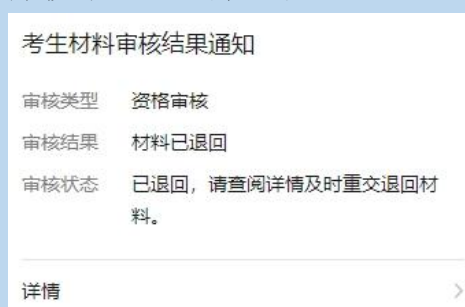 考生材料审核结果通知
审核类型 资格审核
审核结果 材料已退回
审核状态 已退回，请查阅详情及时重交退回材
料。
详情